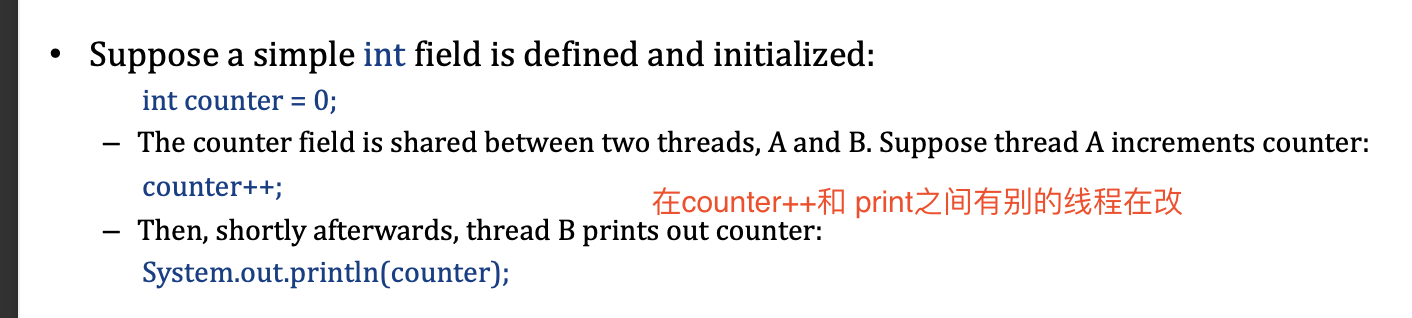 • Suppose a simple int field is defined and initialized:
int counter = 0;
– The counter field is shared between two threads, A and B. Suppose thread A increments counter:
counter++;
在counter++和 print之间有别的线程在改
– Then, shortly afterwards, thread B prints out counter:
System.out.println(counter);